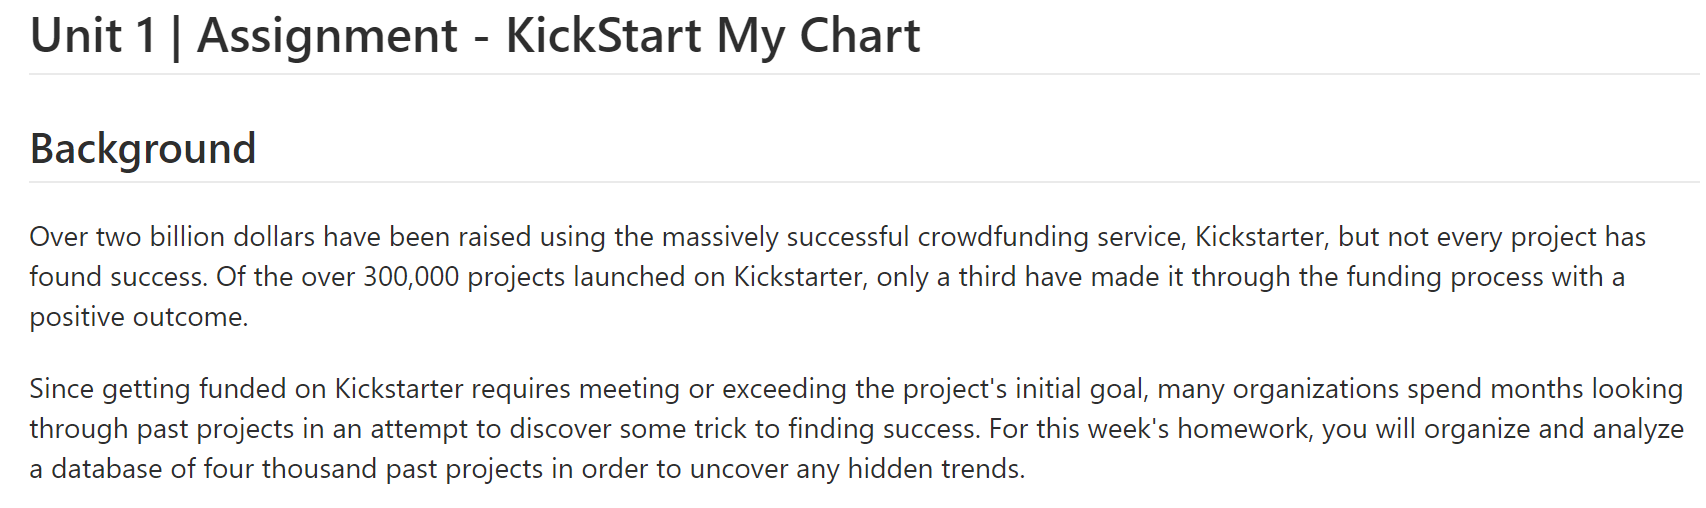 Unit 1 | Assignment - KickStart My Chart
Background
Over two billion dollars have been raised using the massively successful crowdfunding service, Kickstarter, but not every project has
found success. Of the over 300,000 projects launched on Kickstarter, only a third have made it through the funding process with a
positive outcome.
Since getting funded on Kickstarter requires meeting or exceeding the project's initial goal, many organizations spend months looking
through past projects in an attempt to discover some trick to finding success. For this week's homework, you will organize and analyze
a database of four thousand past projects in order to uncover any hidden trends.